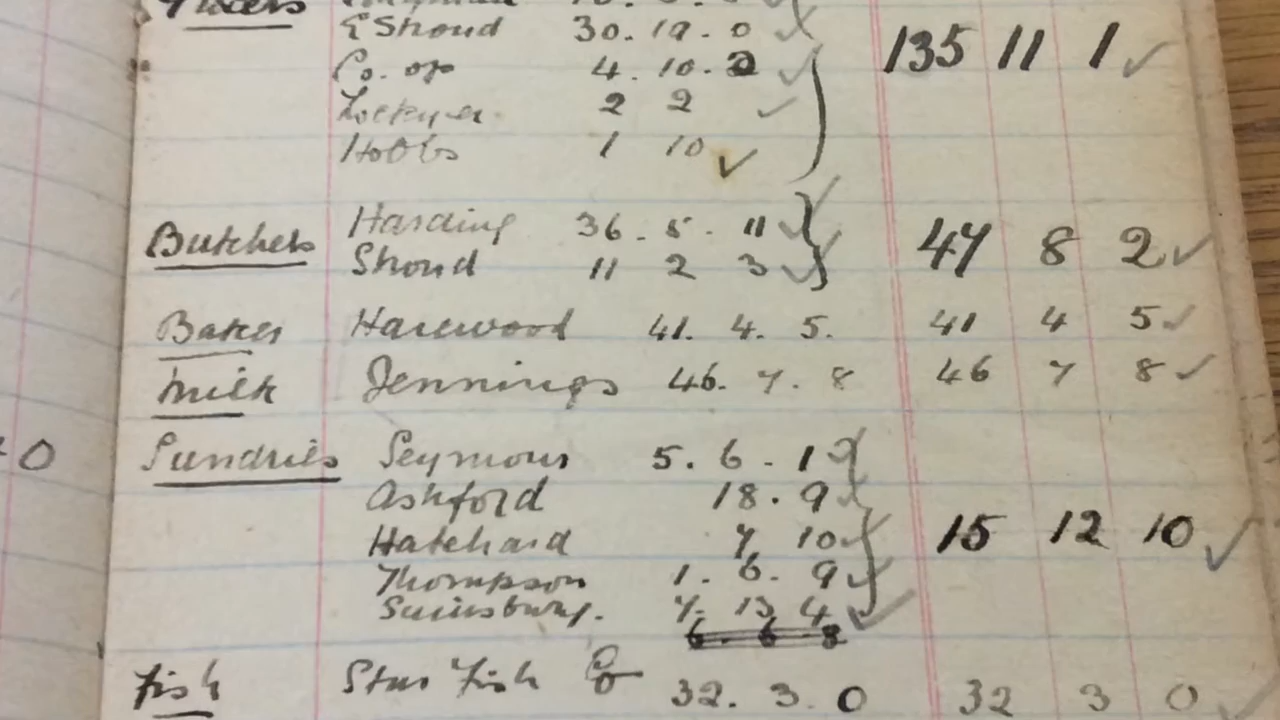 E Stroud 30. 19. 0
Co. op 4. 10. 2 135 11 1
Lockyer 2 2
Hobbs 1 10
Butchers Harding 36. 5. 11 47 8 2
Stroud 11 2 3
Baker Harewood 41. 4. 5. 41 4 5
Milk Jennings 46. 7. 8 46 7 8
0
Sundries Seymour 5. 6. 1
Ashford 18. 9
Hatchard 7 10 15 12 10
Thompson 1. 6. 9
Sainsbury. 7. 13 4
6. 6. 8
Fish Star Fish Co 32. 3. 0 32 3 0